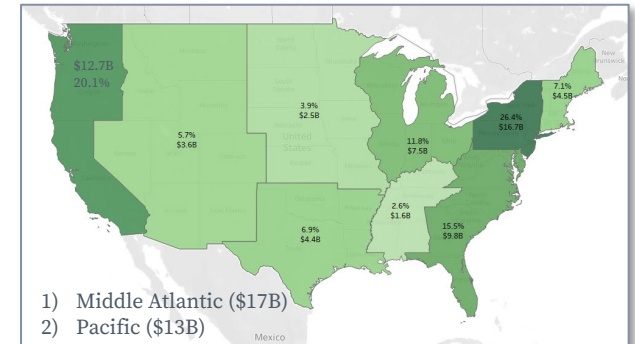 $12.7B
20.1%
5.7%
$3.6B
3.9%
$2.5B
United
States
11.8%
$7.5B
7.1%
$4.5B
26.4%
$16.7B
6.9%
$4.4B
2.6%
$1.6B
15.5%
$9.8B
New
Brunswick
1) Middle Atlantic ($17B)
2) Pacific ($13B)
Mexico